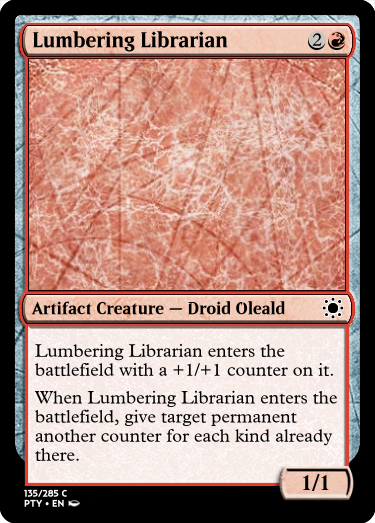 Lumbering Librarian 2
Artifact Creature — Droid Oleald
Lumbering Librarian enters the
battlefield with a +1/+1 counter on it.
When Lumbering Librarian enters the
battlefield, give target permanent
another counter for each kind already
there.
1/1
135/285 C
PTY • EN